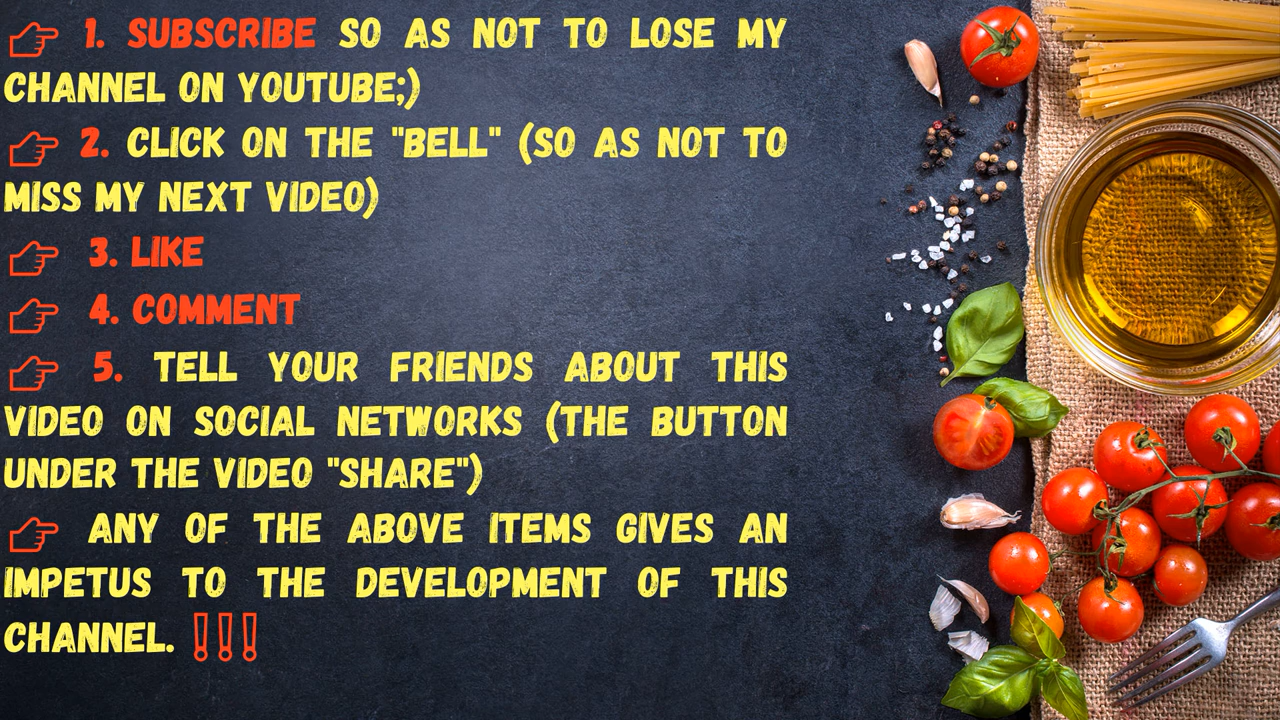 👉 1. SUBSCRIBE SO AS NOT TO LOSE MY
CHANNEL ON YOUTUBE;)
👉 2. CLICK ON THE "BELL" (SO AS NOT TO
MISS MY NEXT VIDEO)
👉 3. LIKE
👉 4. COMMENT
👉 5. TELL YOUR FRIENDS ABOUT THIS
VIDEO ON SOCIAL NETWORKS (THE BUTTON
UNDER THE VIDEO "SHARE")
👉 ANY OF THE ABOVE ITEMS GIVES AN
IMPETUS TO THE DEVELOPMENT OF THIS
CHANNEL. !!!